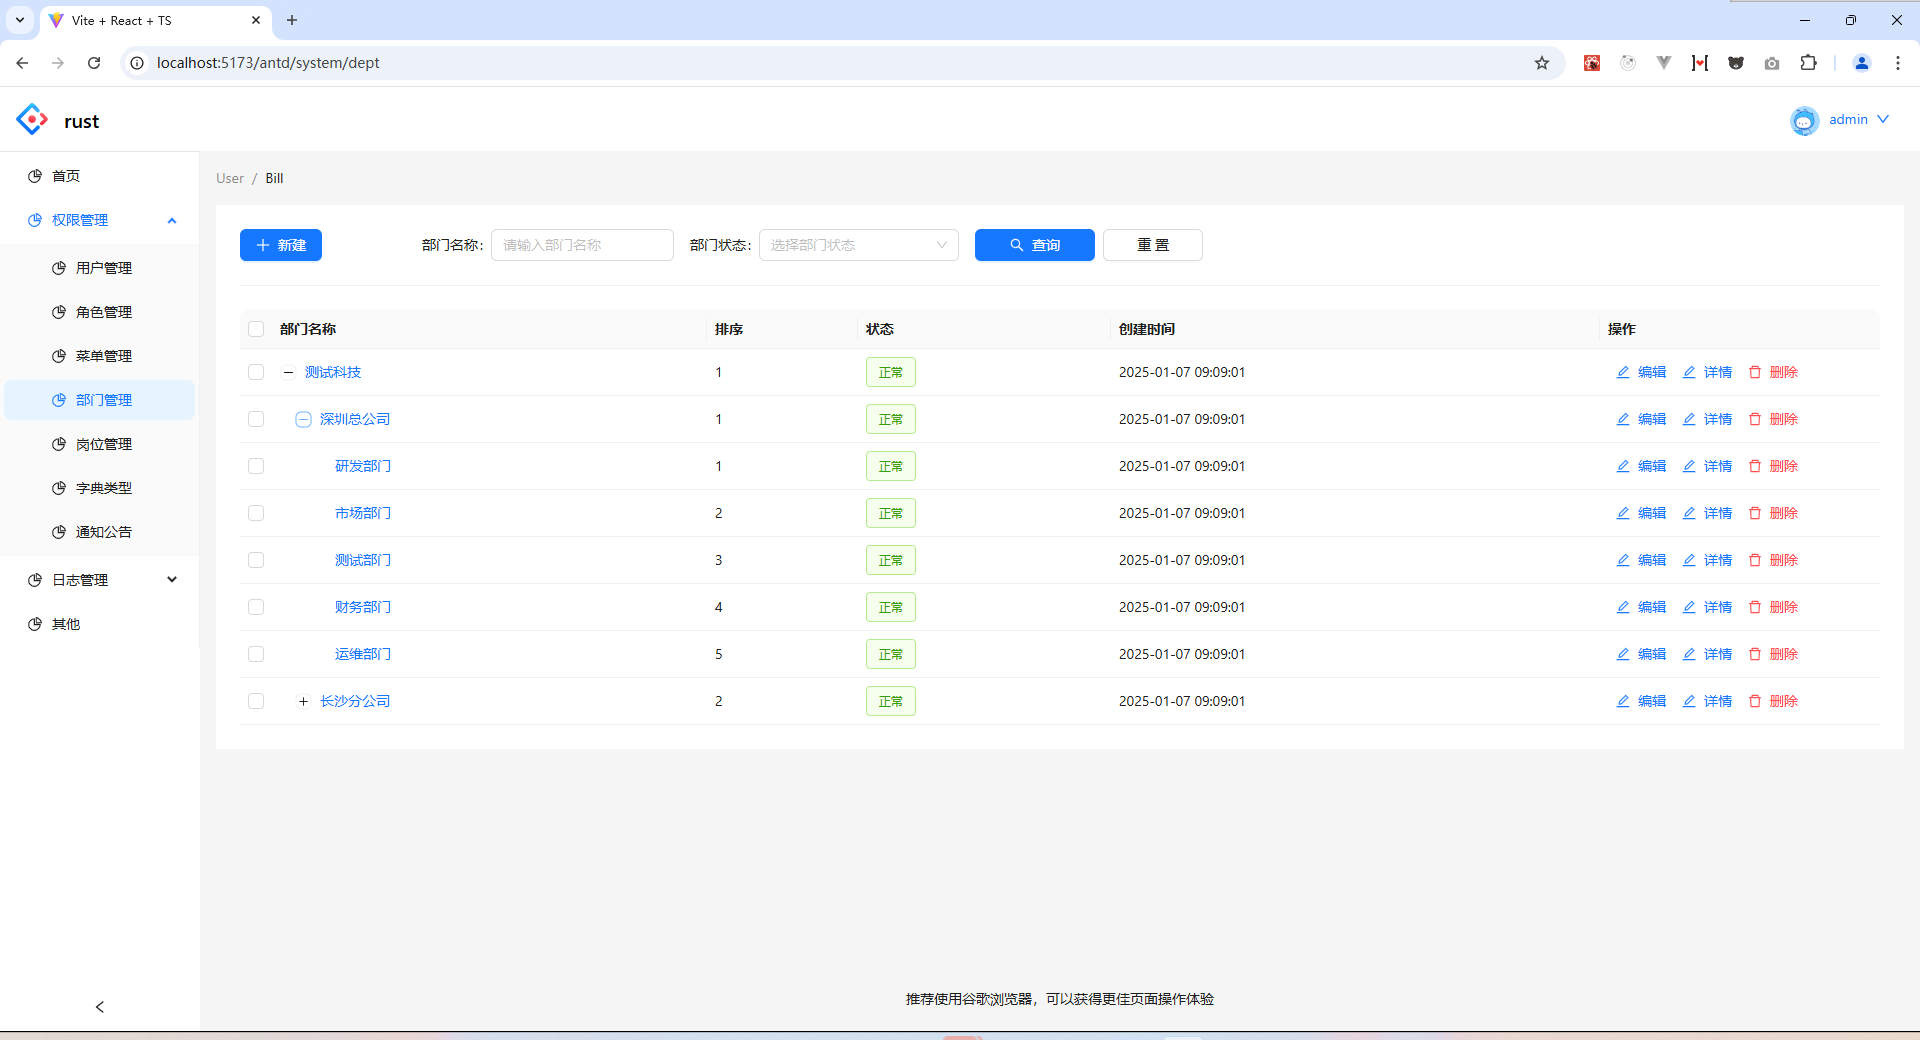 Vite + React + TS
localhost:5173/antd/system/dept
rust
admin
首页
权限管理
用户管理
角色管理
菜单管理
部门管理
岗位管理
字典类型
通知公告
日志管理
其他
User / Bill
新建 部门名称: 请输入部门名称 部门状态: 选择部门状态 查询 重 置
部门名称 排序 状态 创建时间 操作
测试科技 1 正常 2025-01-07 09:09:01 编辑 详情 删除
深圳总公司 1 正常 2025-01-07 09:09:01 编辑 详情 删除
研发部门 1 正常 2025-01-07 09:09:01 编辑 详情 删除
市场部门 2 正常 2025-01-07 09:09:01 编辑 详情 删除
测试部门 3 正常 2025-01-07 09:09:01 编辑 详情 删除
财务部门 4 正常 2025-01-07 09:09:01 编辑 详情 删除
运维部门 5 正常 2025-01-07 09:09:01 编辑 详情 删除
长沙分公司 2 正常 2025-01-07 09:09:01 编辑 详情 删除
推荐使用谷歌浏览器，可以获得更佳页面操作体验